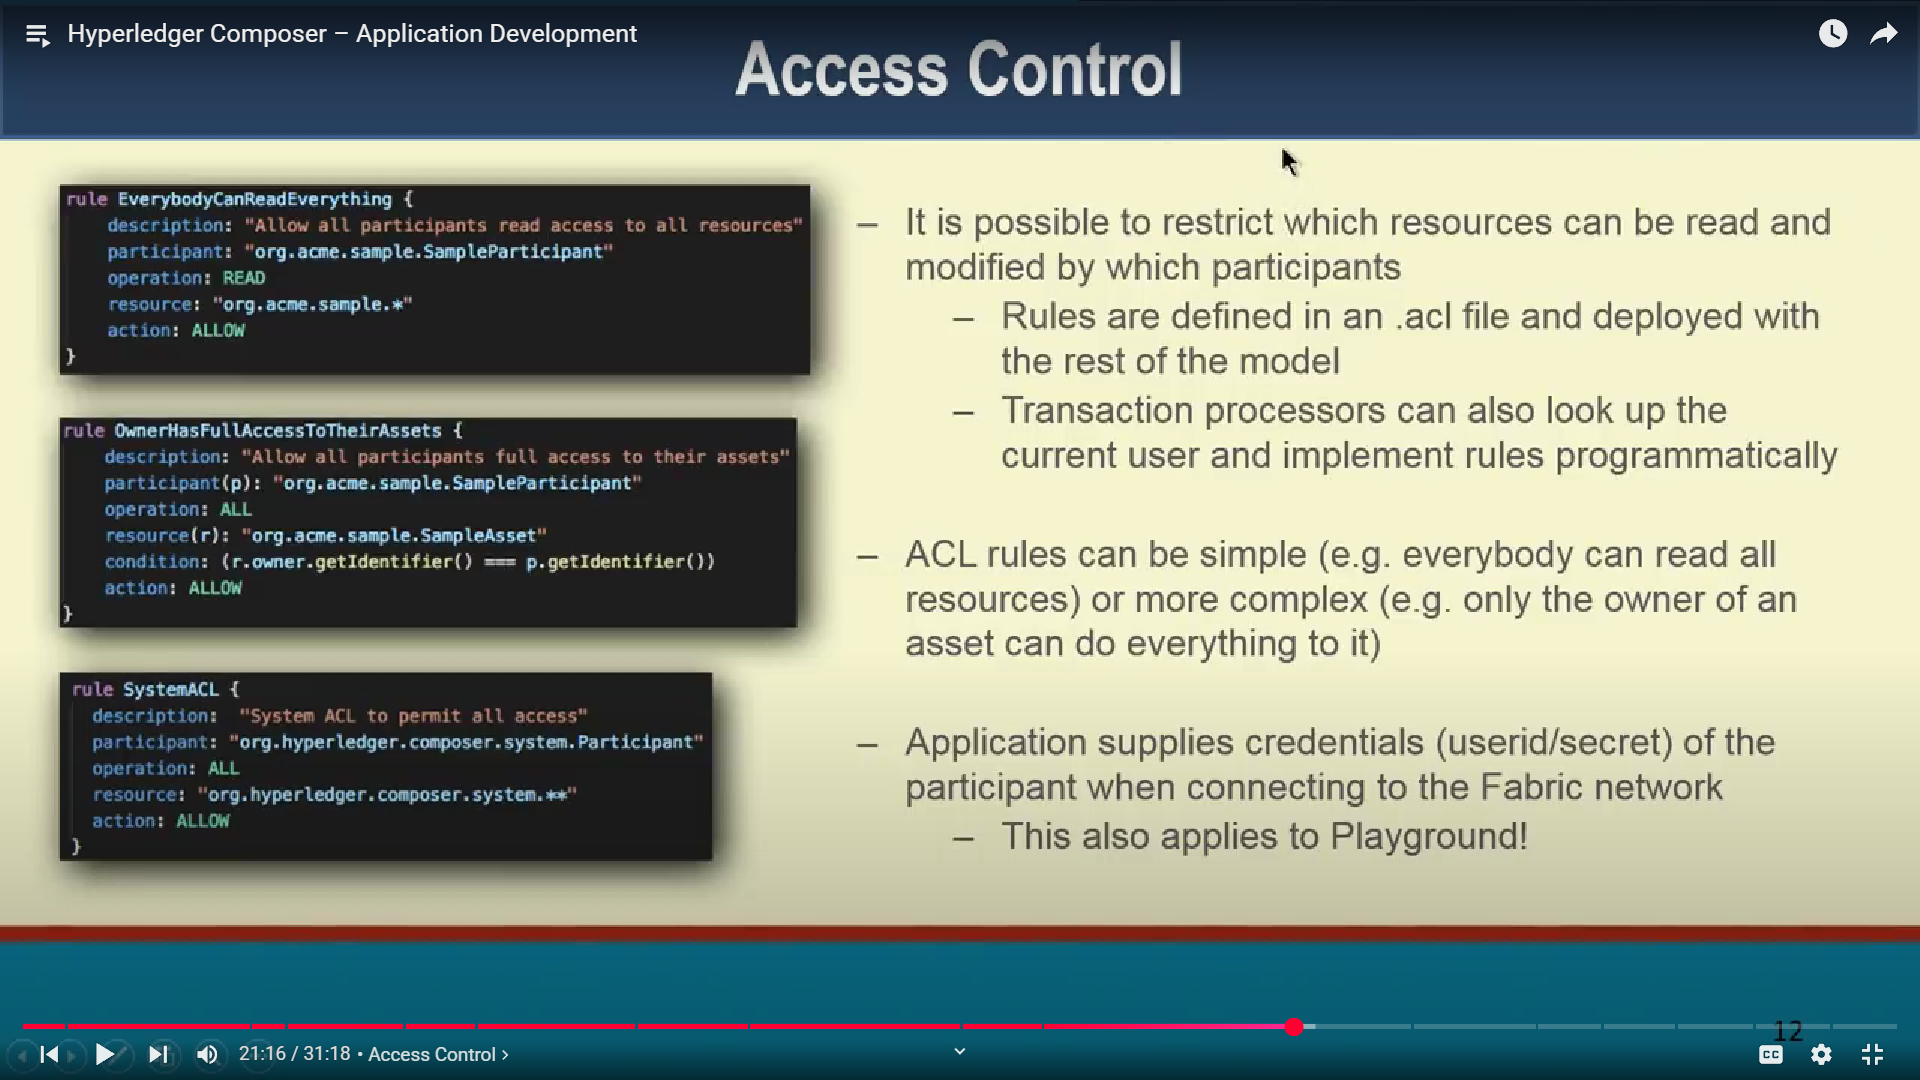 Hyperledger Composer – Application Development
Access Control
rule EverybodyCanReadEverything {
description: "Allow all participants read access to all resources"
participant: "org.acme.sample.SampleParticipant"
operation: READ
resource: "org.acme.sample.*"
action: ALLOW
}
rule OwnerHasFullAccessToTheirAssets {
description: "Allow all participants full access to their assets"
participant(p): "org.acme.sample.SampleParticipant"
operation: ALL
resource(r): "org.acme.sample.SampleAsset"
condition: (r.owner.getIdentifier() === p.getIdentifier())
action: ALLOW
}
rule SystemACL {
description:  "System ACL to permit all access"
participant: "org.hyperledger.composer.system.Participant"
operation: ALL
resource: "org.hyperledger.composer.system.**"
action: ALLOW
}
– It is possible to restrict which resources can be read and
modified by which participants
– Rules are defined in an .acl file and deployed with
the rest of the model
– Transaction processors can also look up the
current user and implement rules programmatically
– ACL rules can be simple (e.g. everybody can read all
resources) or more complex (e.g. only the owner of an
asset can do everything to it)
– Application supplies credentials (userid/secret) of the
participant when connecting to the Fabric network
– This also applies to Playground!
12
21:16 / 31:18 • Access Control ›
CC